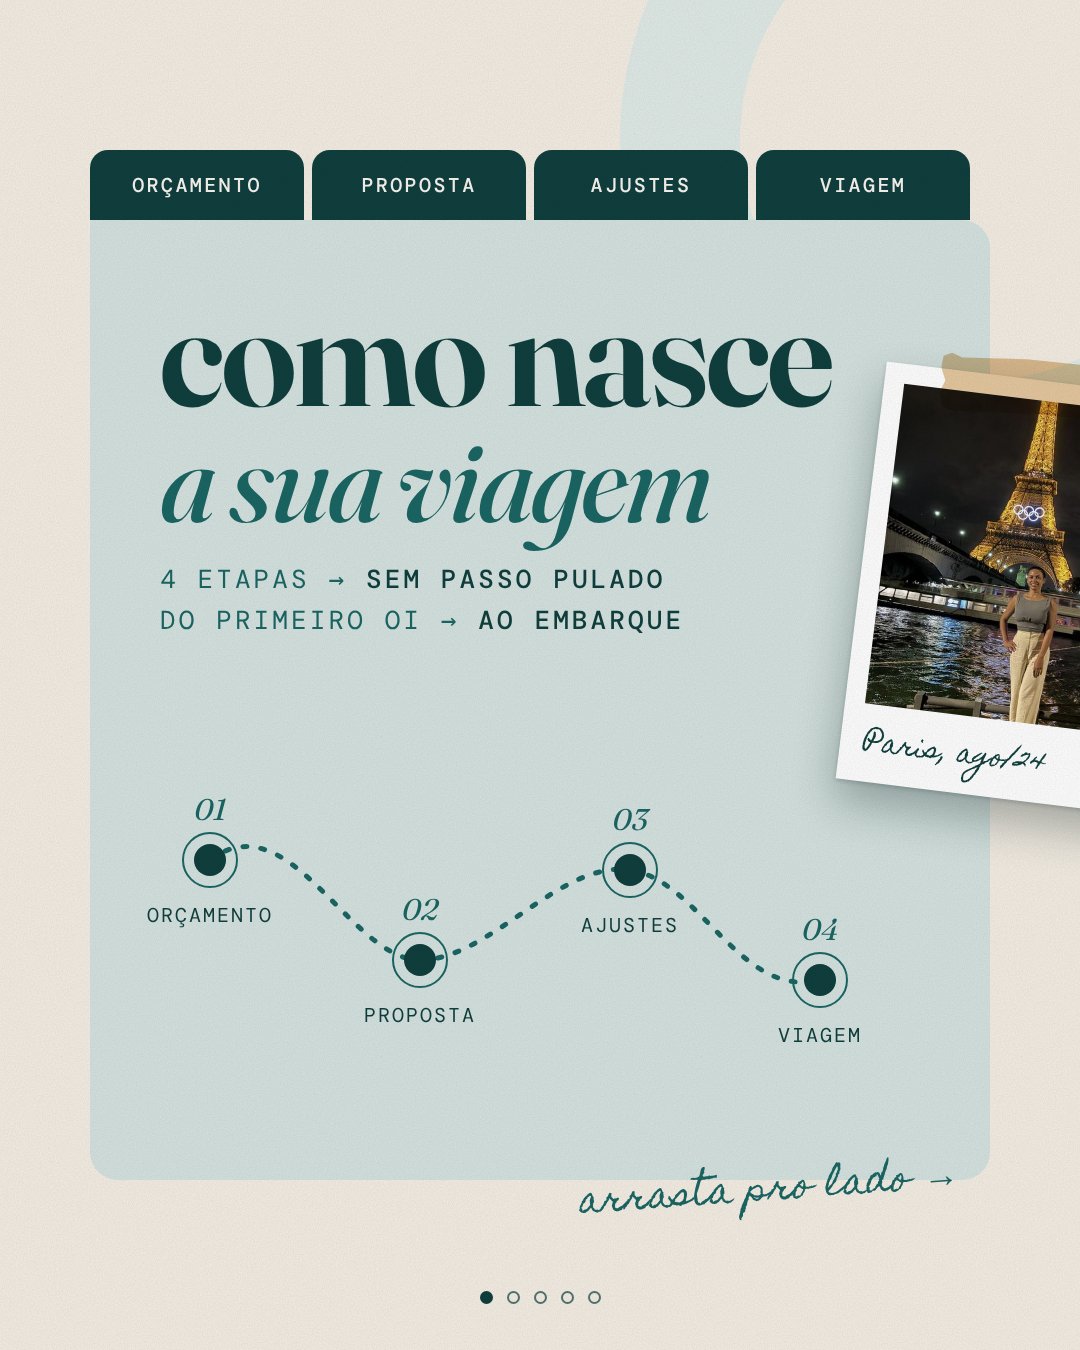 ORÇAMENTO PROPOSTA AJUSTES VIAGEM
como nasce
a sua viagem
4 ETAPAS → SEM PASSO PULADO
DO PRIMEIRO OI → AO EMBARQUE
Paris, ago/24
01
ORÇAMENTO
02
PROPOSTA
03
AJUSTES
04
VIAGEM
arrasta pro lado →